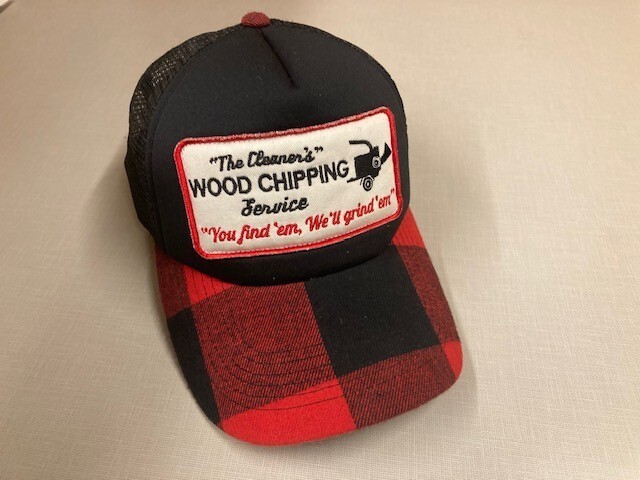 "The Cleaner's"
WOOD CHIPPING
Service
"You find 'em, We'll grind 'em"